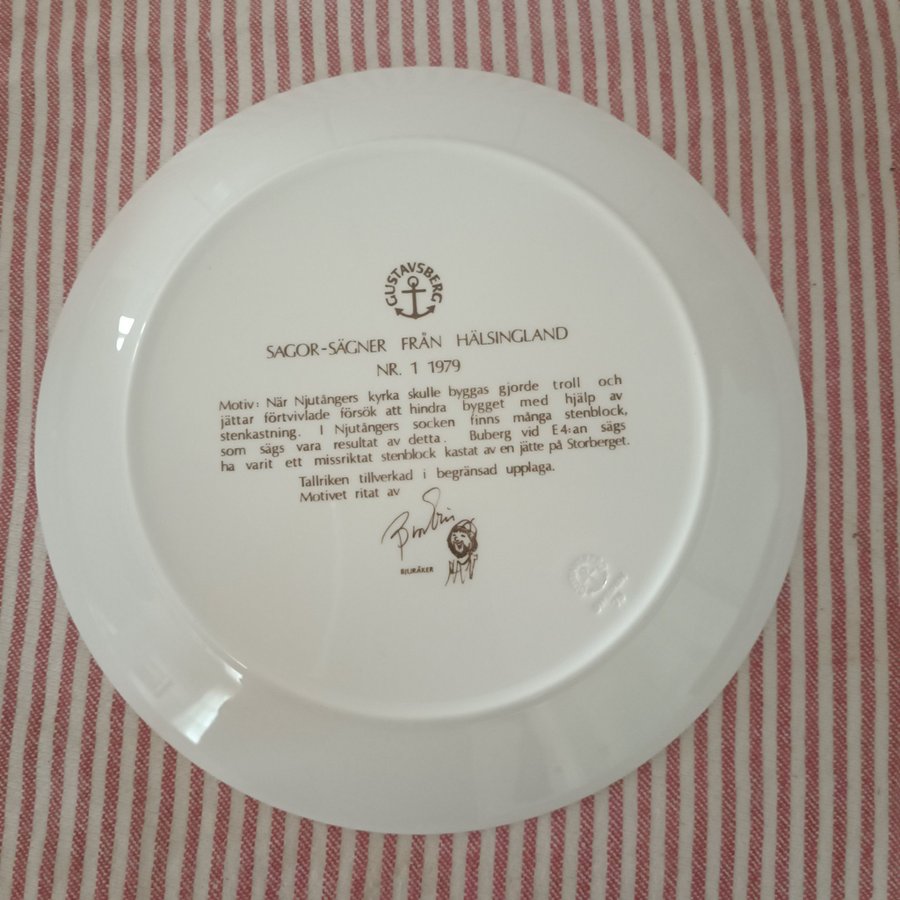 GUSTAVSBERG
SAGOR-SÄGNER FRÅN HÄLSINGLAND
NR. 1 1979
Motiv: När Njutångers kyrka skulle byggas gjorde troll och
jättar förtvivlade försök att hindra bygget med hjälp av
stenkastning. I Njutångers socken finns många stenblock,
som sägs vara resultat av detta. Buberg vid E4:an sägs
ha varit ett missriktat stenblock kastat av en jätte på Storberget.
Tallriken tillverkad i begränsad upplaga.
Motivet ritat av
BJURÅKER